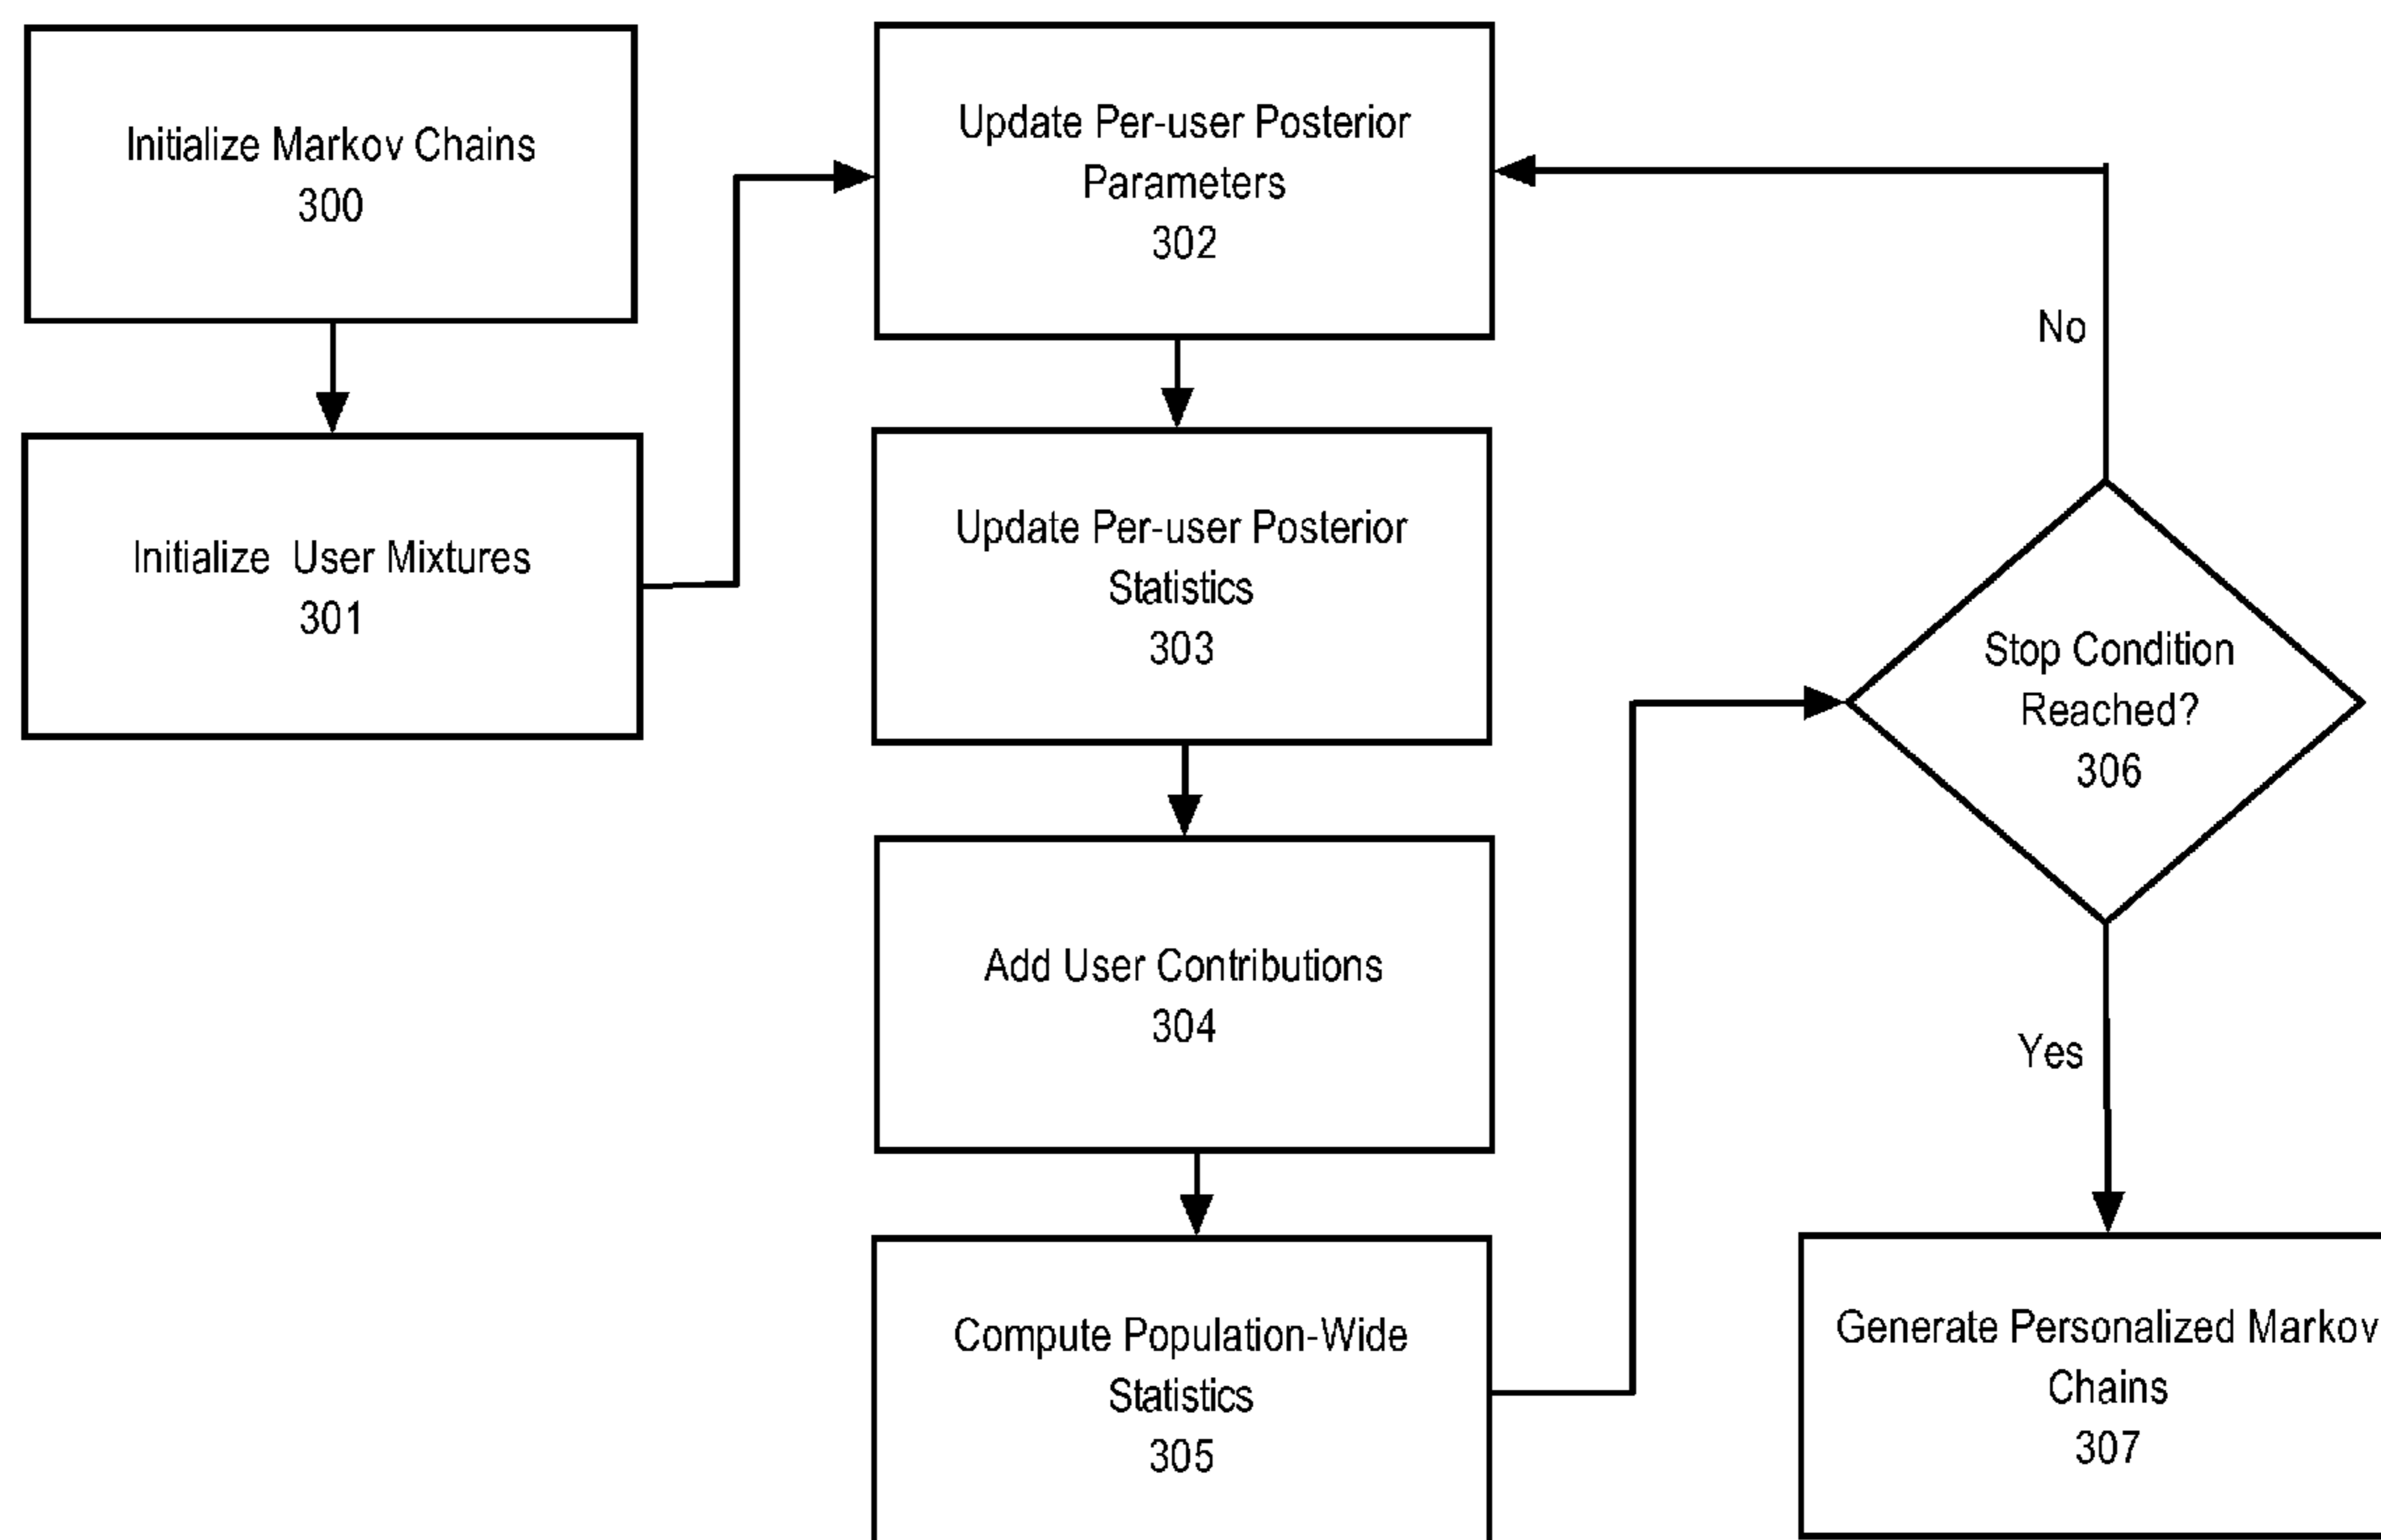 Initialize Markov Chains
300
Initialize User Mixtures
301
Update Per-user Posterior
Parameters
302
Update Per-user Posterior
Statistics
303
Add User Contributions
304
Compute Population-Wide
Statistics
305
No
Stop Condition
Reached?
306
Yes
Generate Personalized Markov
Chains
307